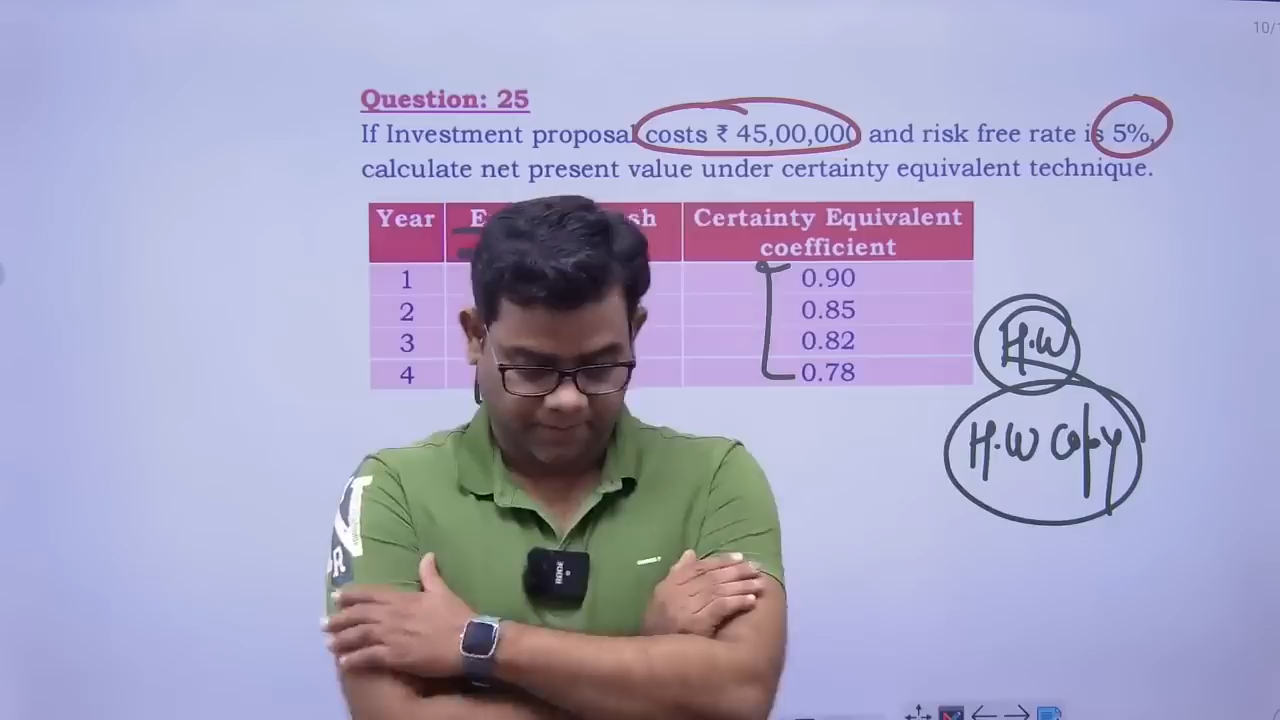 10/1
Question: 25
If Investment proposal costs ₹ 45,00,000 and risk free rate is 5%,
calculate net present value under certainty equivalent technique.
Year Certainty Equivalent
coefficient
1 0.90
2 0.85
3 0.82
4 0.78
H.W
H.W Copy
RODE